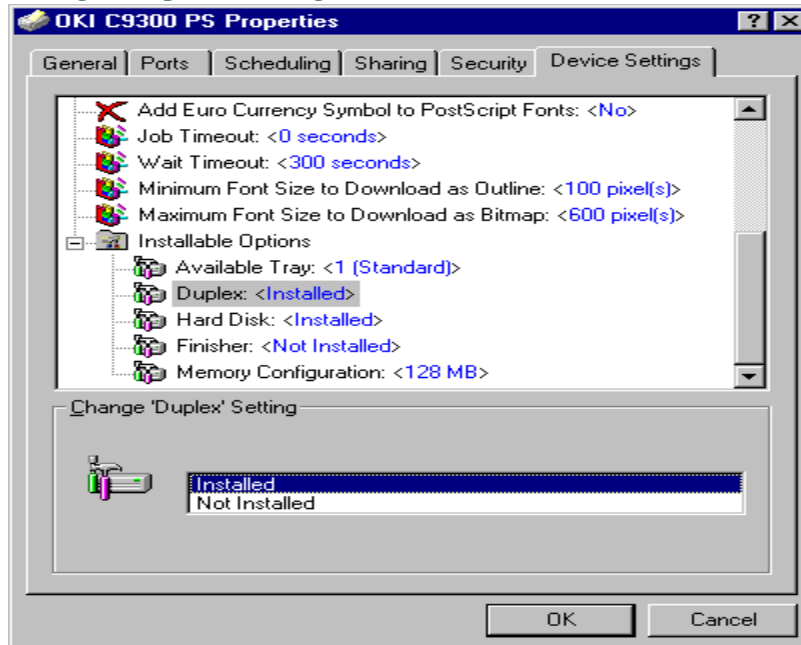 OKI C9300 PS Properties
General Ports Scheduling Sharing Security Device Settings
Add Euro Currency Symbol to PostScript Fonts: <No>
Job Timeout: <0 seconds>
Wait Timeout: <300 seconds>
Minimum Font Size to Download as Outline: <100 pixel(s)>
Maximum Font Size to Download as Bitmap: <600 pixel(s)>
Installable Options
Available Tray: <1 (Standard)>
Duplex: <Installed>
Hard Disk: <Installed>
Finisher: <Not Installed>
Memory Configuration: <128 MB>
Change 'Duplex' Setting
Installed
Not Installed
OK Cancel